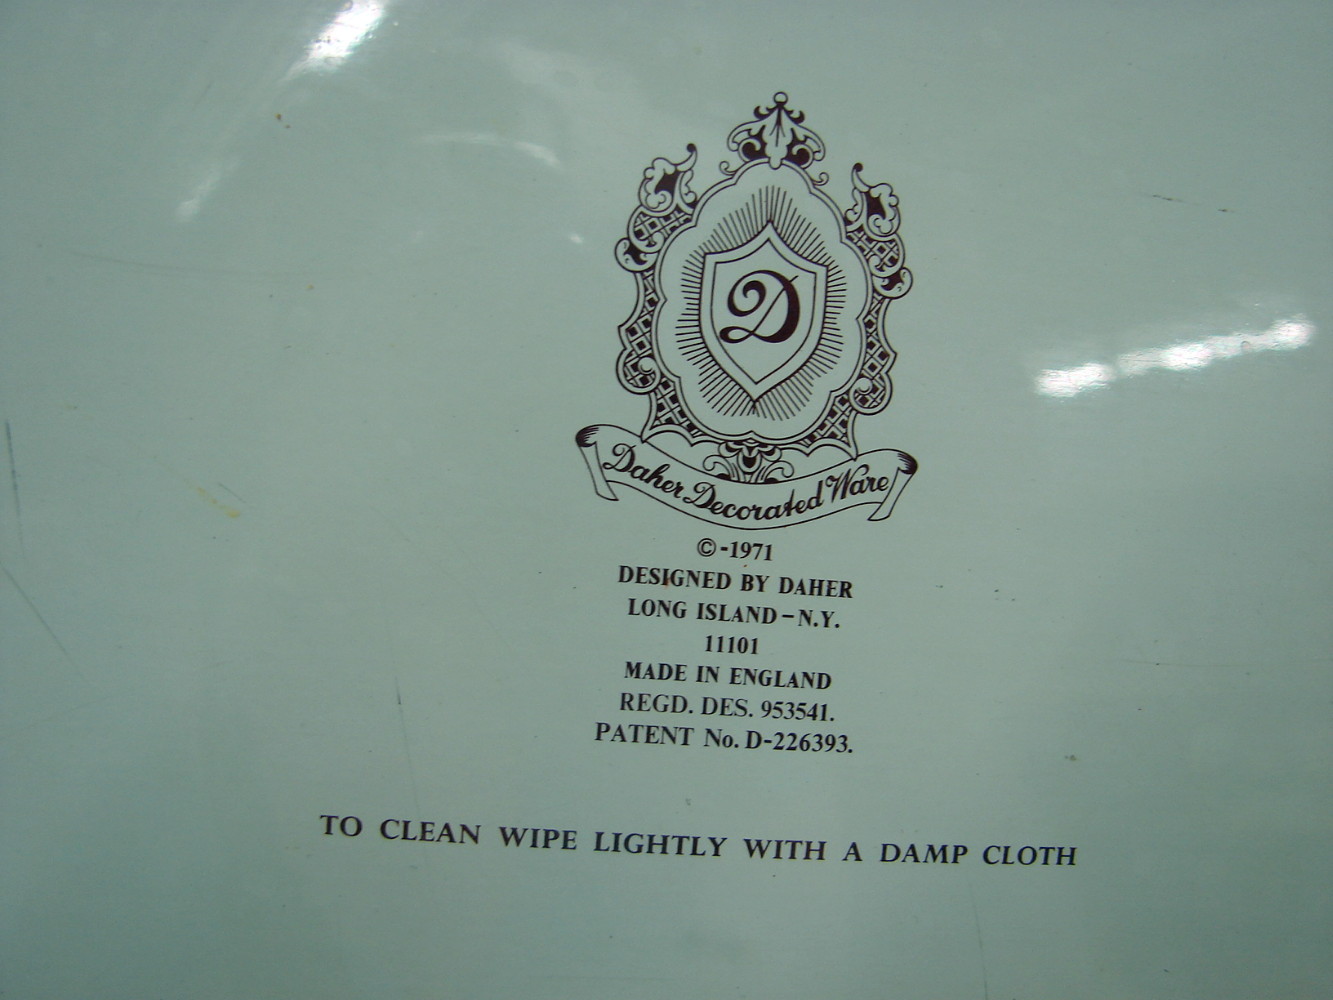 D
Daher Decorated Ware
©-1971
DESIGNED BY DAHER
LONG ISLAND-N.Y.
11101
MADE IN ENGLAND
REGD. DES. 953541.
PATENT No. D-226393.
TO CLEAN WIPE LIGHTLY WITH A DAMP CLOTH